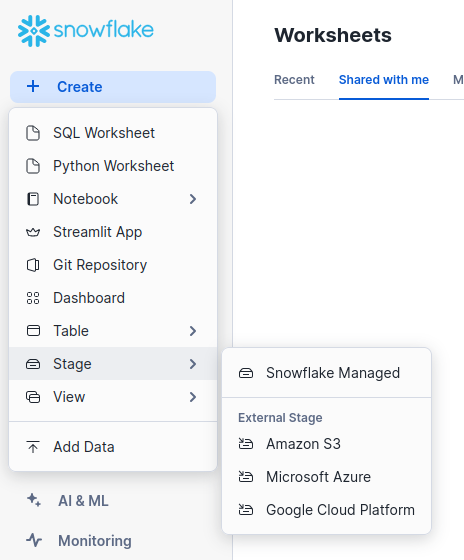 snowflake
Create
SQL Worksheet
Python Worksheet
Notebook
Streamlit App
Git Repository
Dashboard
Table
Stage
View
Add Data
AI & ML
Monitoring
Worksheets
Recent Shared with me M
Snowflake Managed
External Stage
Amazon S3
Microsoft Azure
Google Cloud Platform